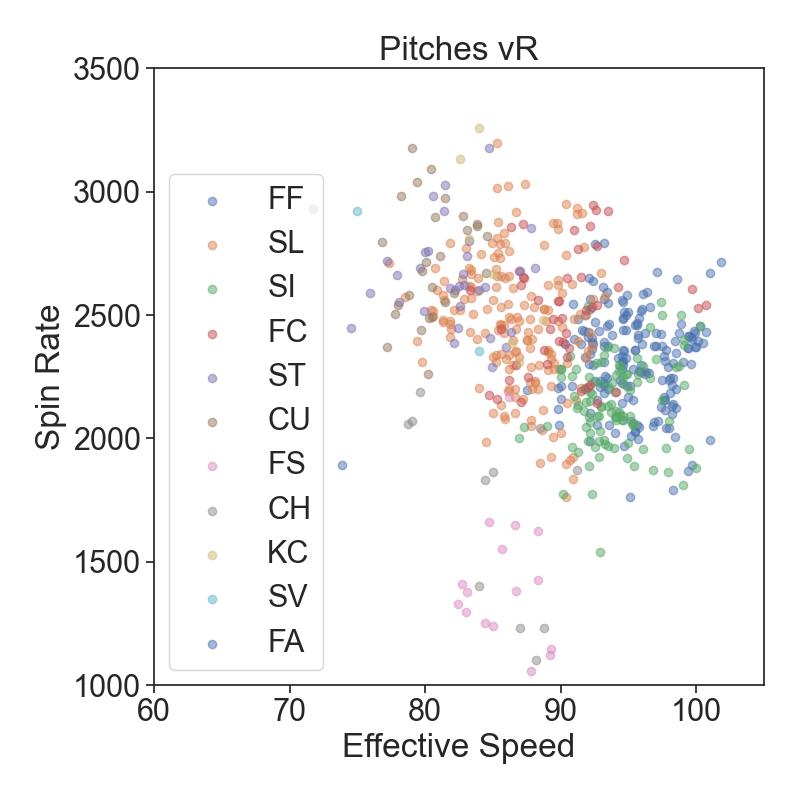 Pitches vR
3500
3000
2500
2000
1500
1000
Spin Rate
FF
SL
SI
FC
ST
CU
FS
CH
KC
SV
FA
60 70 80 90 100
Effective Speed